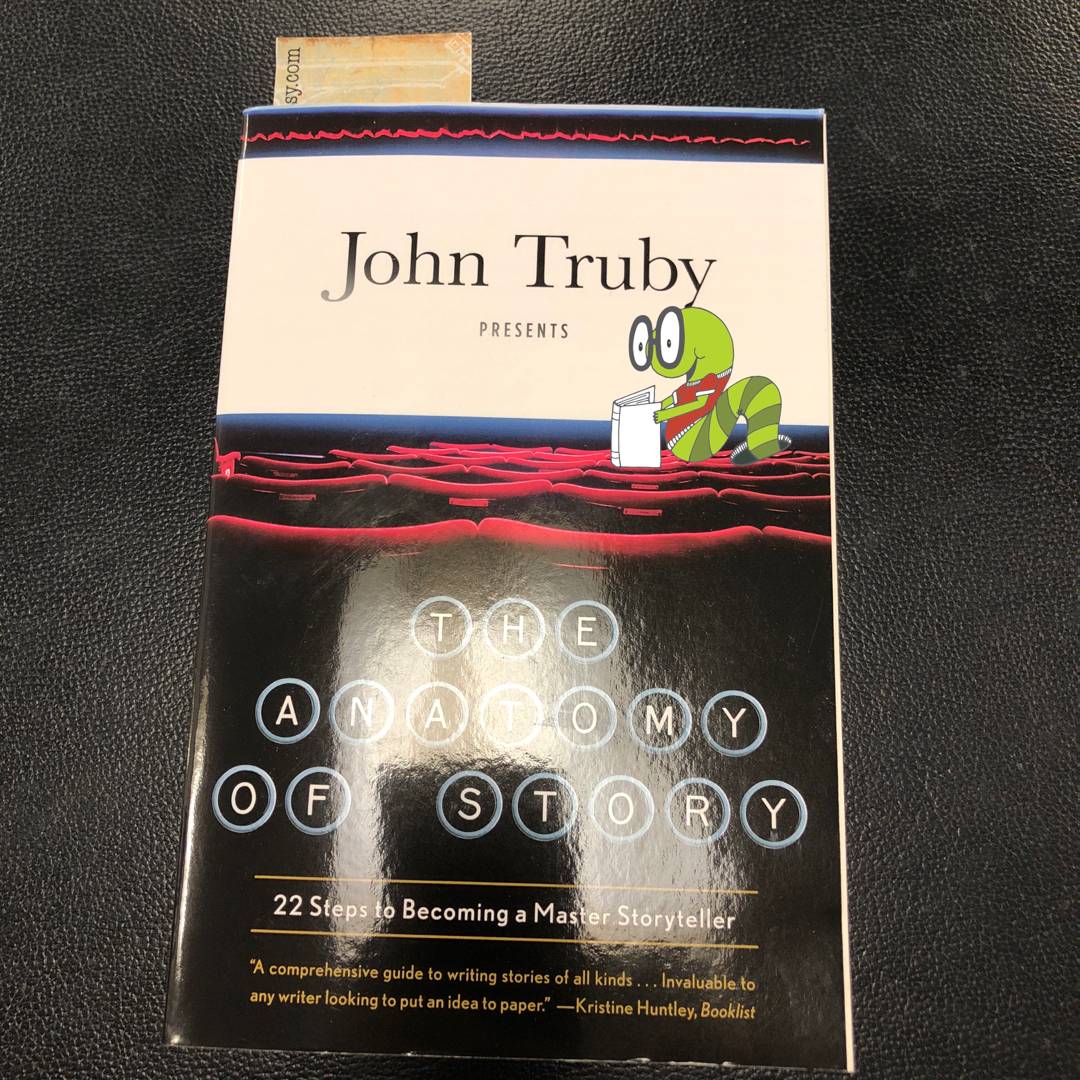 sy.com
John Truby
PRESENTS
THE
ANATOMY
OF STORY
22 Steps to Becoming a Master Storyteller
“A comprehensive guide to writing stories of all kinds . . . Invaluable to
any writer looking to put an idea to paper.” —Kristine Huntley, Booklist